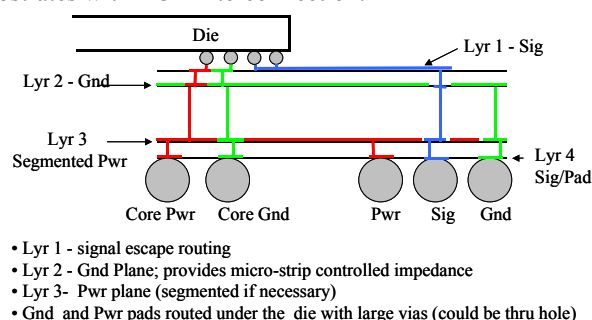 Die
Lyr 1 - Sig
Lyr 2 - Gnd
Lyr 3
Segmented Pwr
Lyr 4
Sig/Pad
Core Pwr Core Gnd Pwr Sig Gnd
• Lyr 1 - signal escape routing
• Lyr 2 - Gnd Plane; provides micro-strip controlled impedance
• Lyr 3- Pwr plane (segmented if necessary)
• Gnd and Pwr pads routed under the die with large vias (could be thru hole)